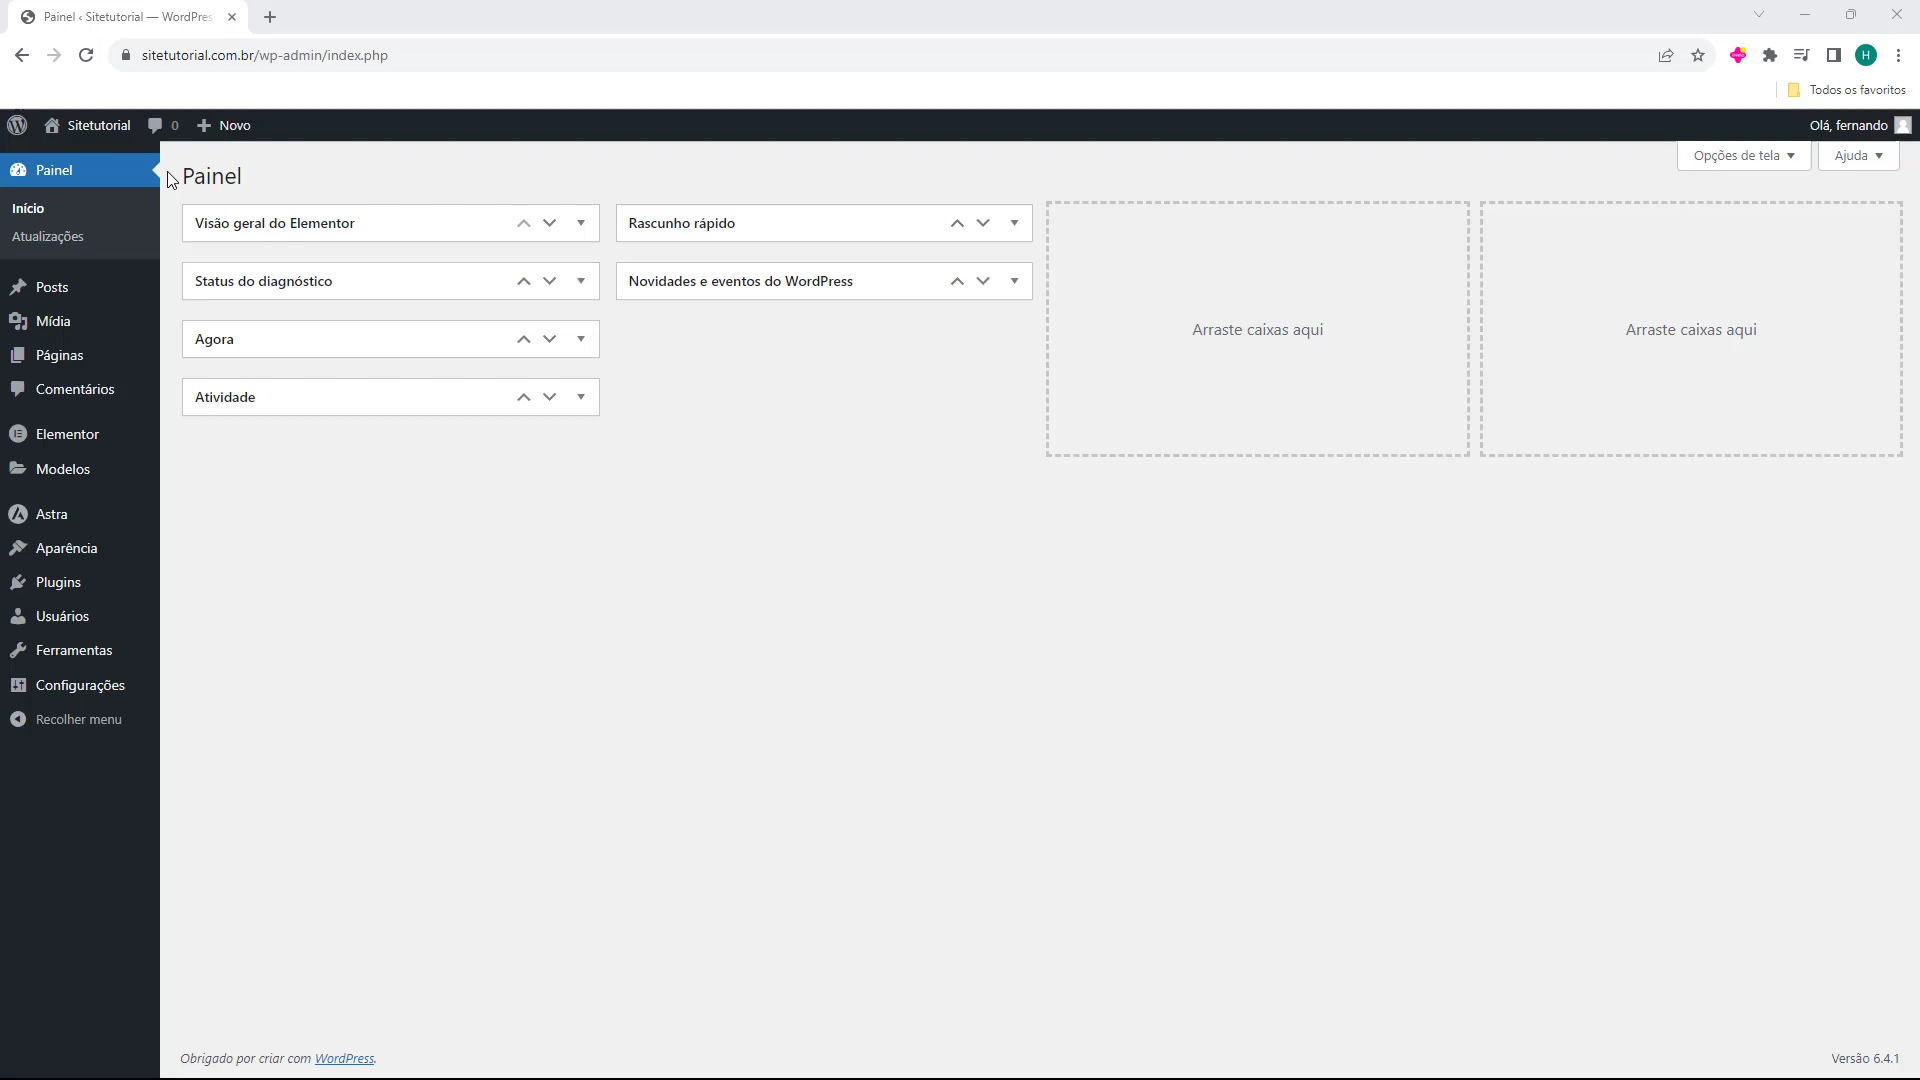 Painel ‹ Sitetutorial — WordPres
sitetutorial.com.br/wp-admin/index.php
H
Todos os favoritos
Sitetutorial
0
Novo
Olá, fernando
Painel
Início
Atualizações
Posts
Mídia
Páginas
Comentários
Elementor
Modelos
Astra
Aparência
Plugins
Usuários
Ferramentas
Configurações
Recolher menu
Opções de tela
Ajuda
Painel
Visão geral do Elementor
Rascunho rápido
Status do diagnóstico
Novidades e eventos do WordPress
Agora
Atividade
Arraste caixas aqui
Arraste caixas aqui
Obrigado por criar com WordPress.
Versão 6.4.1